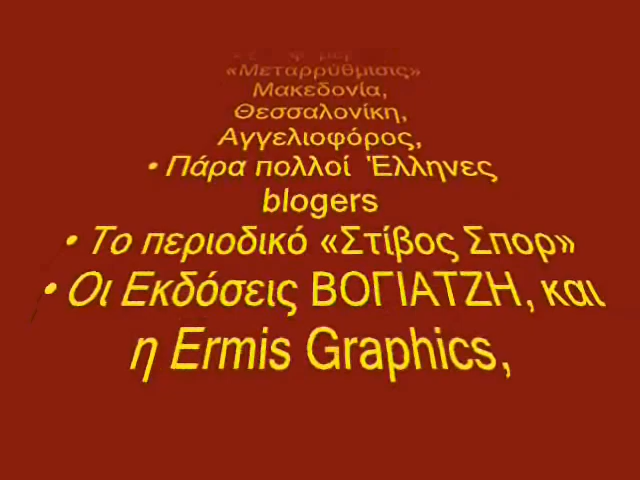 «Μεταρρύθμισις»
Μακεδονία,
Θεσσαλονίκη,
Αγγελιοφόρος,
• Πάρα πολλοί Έλληνες
blogers
• Το περιοδικό «Στίβος Σπορ»
• Οι Εκδόσεις ΒΟΓΙΑΤΖΗ, και
η Ermis Graphics,